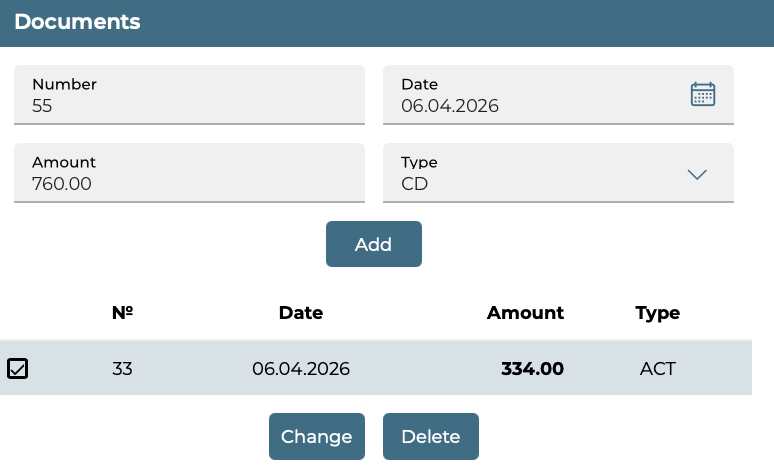 Documents
Number
55
Date
06.04.2026
Amount
760.00
Type
CD
Add
№ Date Amount Type
33 06.04.2026 334.00 ACT
Change Delete